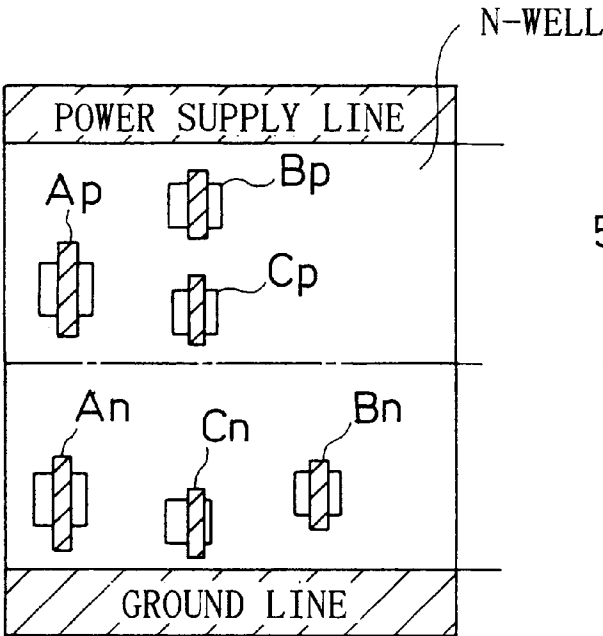 N-WELL
POWER SUPPLY LINE
Bp
Ap
5
Cp
An
Cn
Bn
GROUND LINE